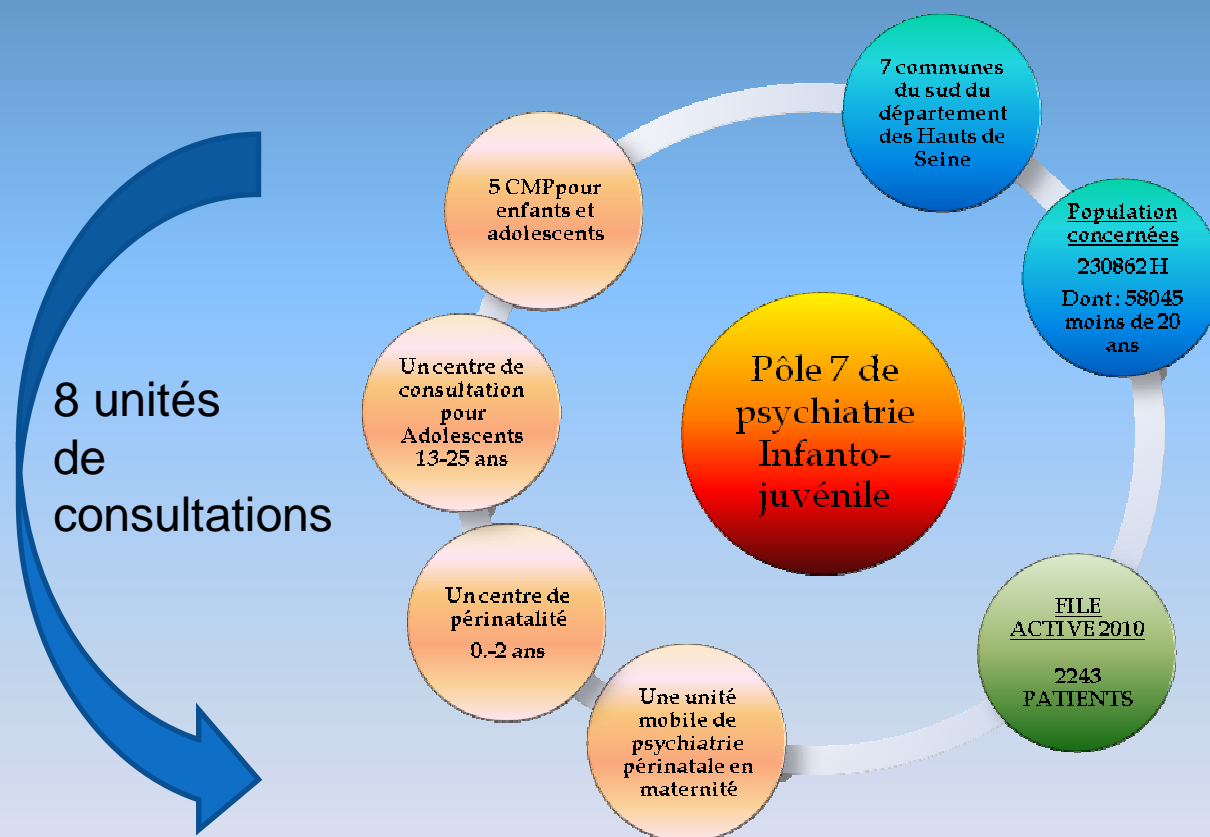 7 communes
du sud du
département
des Hauts de
Seine
Population
concernées
230862 H
Dont : 58045
moins de 20
ans
5 CMP pour
enfants et
adolescents
Un centre de
consultation
pour
Adolescents
13-25 ans
8 unités
de
consultations
Pôle 7 de
psychiatrie
Infanto-
juvénile
Un centre de
périnatalité
0.-2 ans
FILE
ACTIVE 2010
2243
PATIENTS
Une unité
mobile de
psychiatrie
périnatale en
maternité